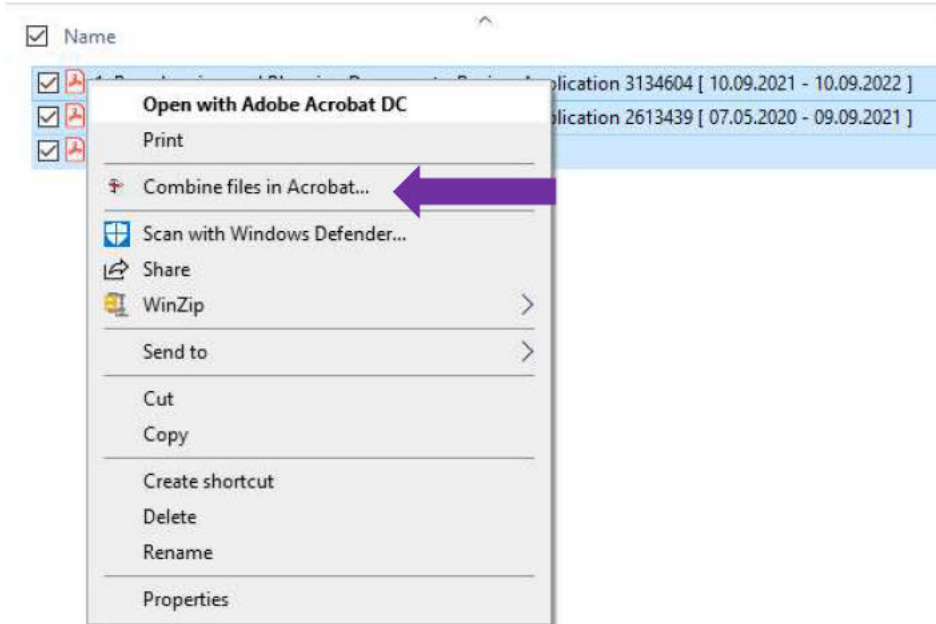 Name
plication 3134604 [ 10.09.2021 - 10.09.2022 ]
plication 2613439 [ 07.05.2020 - 09.09.2021 ]
Open with Adobe Acrobat DC
Print
Combine files in Acrobat...
Scan with Windows Defender...
Share
WinZip
Send to
Cut
Copy
Create shortcut
Delete
Rename
Properties